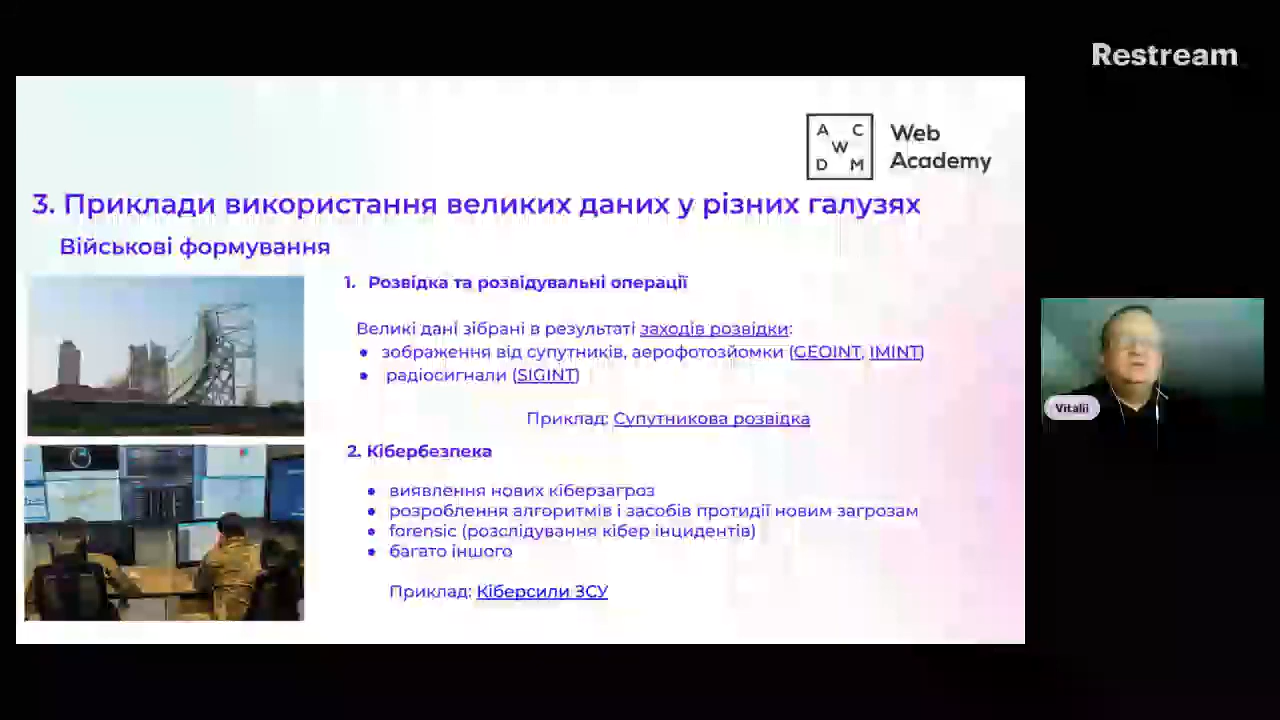 Restream
A C
W
D M
Web
Academy
3. Приклади використання великих даних у різних галузях
Військові формування
1. Розвідка та розвідувальні операції
Великі дані зібрані в результаті заходів розвідки:
● зображення від супутників, аерофотозйомки (GEOINT, IMINT)
● радіосигнали (SIGINT)
Приклад: Супутникова розвідка
2. Кібербезпека
● виявлення нових кіберзагроз
● розроблення алгоритмів і засобів протидії новим загрозам
● forensic (розслідування кібер інцидентів)
● багато іншого
Приклад: Кіберсили ЗСУ
Vitalii